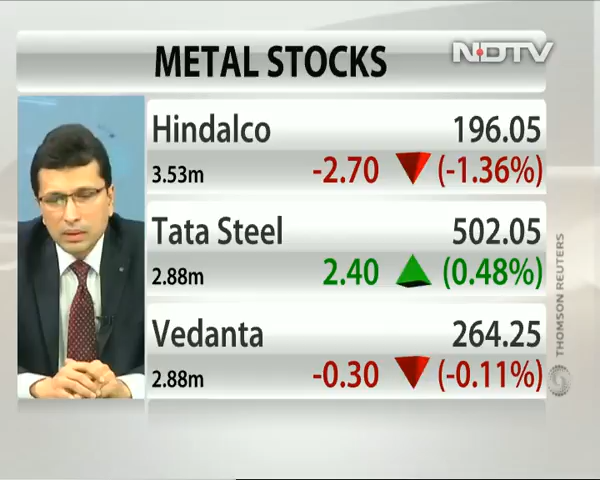 NDTV
METAL STOCKS
Hindalco 196.05
3.53m -2.70 (-1.36%)
Tata Steel 502.05
2.88m 2.40 (0.48%)
Vedanta 264.25
2.88m -0.30 (-0.11%)
THOMSON REUTERS